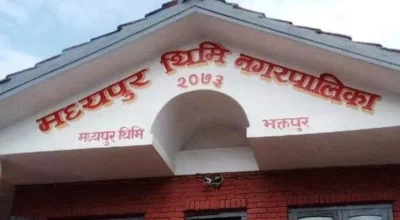 मध्यपुर थिमि नगरपालिका
२०७३
मध्यपुर थिमि
भक्तपुर